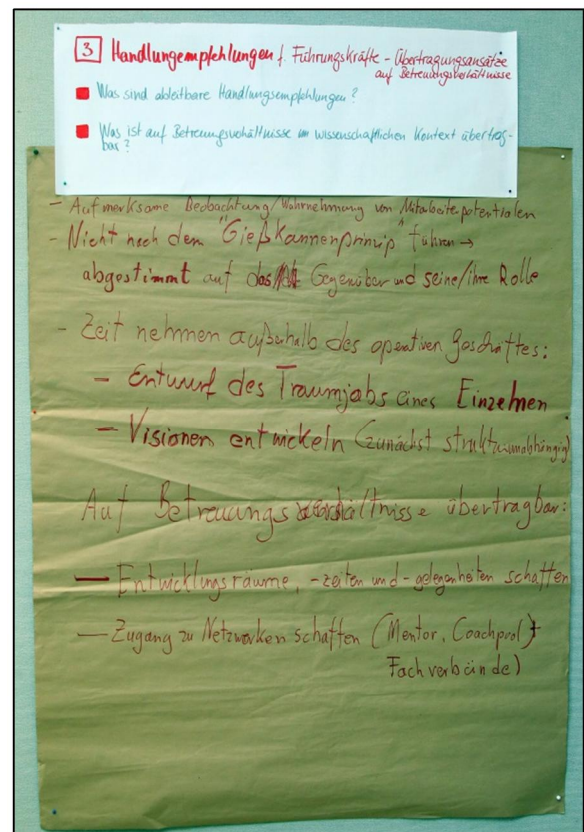 3 Handlungempfehlungen f. Führungskräfte - Übertragungsansätze
auf Betreuungsverhältnisse
Was sind ableitbare Handlungsempfehlungen?
Was ist auf Betreuungsverhältnisse im wissenschaftlichen Kontext übertrag-
bar?
- Aufmerksame Beobachtung/Wahrnehmung von Mitarbeiterpotentialen
- Nicht nach dem "Gießkannenprinzip" führen →
abgestimmt auf das Gegenüber und seine/ihre Rolle
- Zeit nehmen außerhalb des operativen Geschäftes:
- Entwurf des Traumjobs eines Einzelnen
- Visionen entwickeln (zunächst strukturunabhängig)
Auf Betreuungsverhältnisse übertragbar:
- Entwicklungsräume, -zeiten und -gelegenheiten schaffen
- Zugang zu Netzwerken schaffen (Mentor, Coachpool +
Fachverbände)